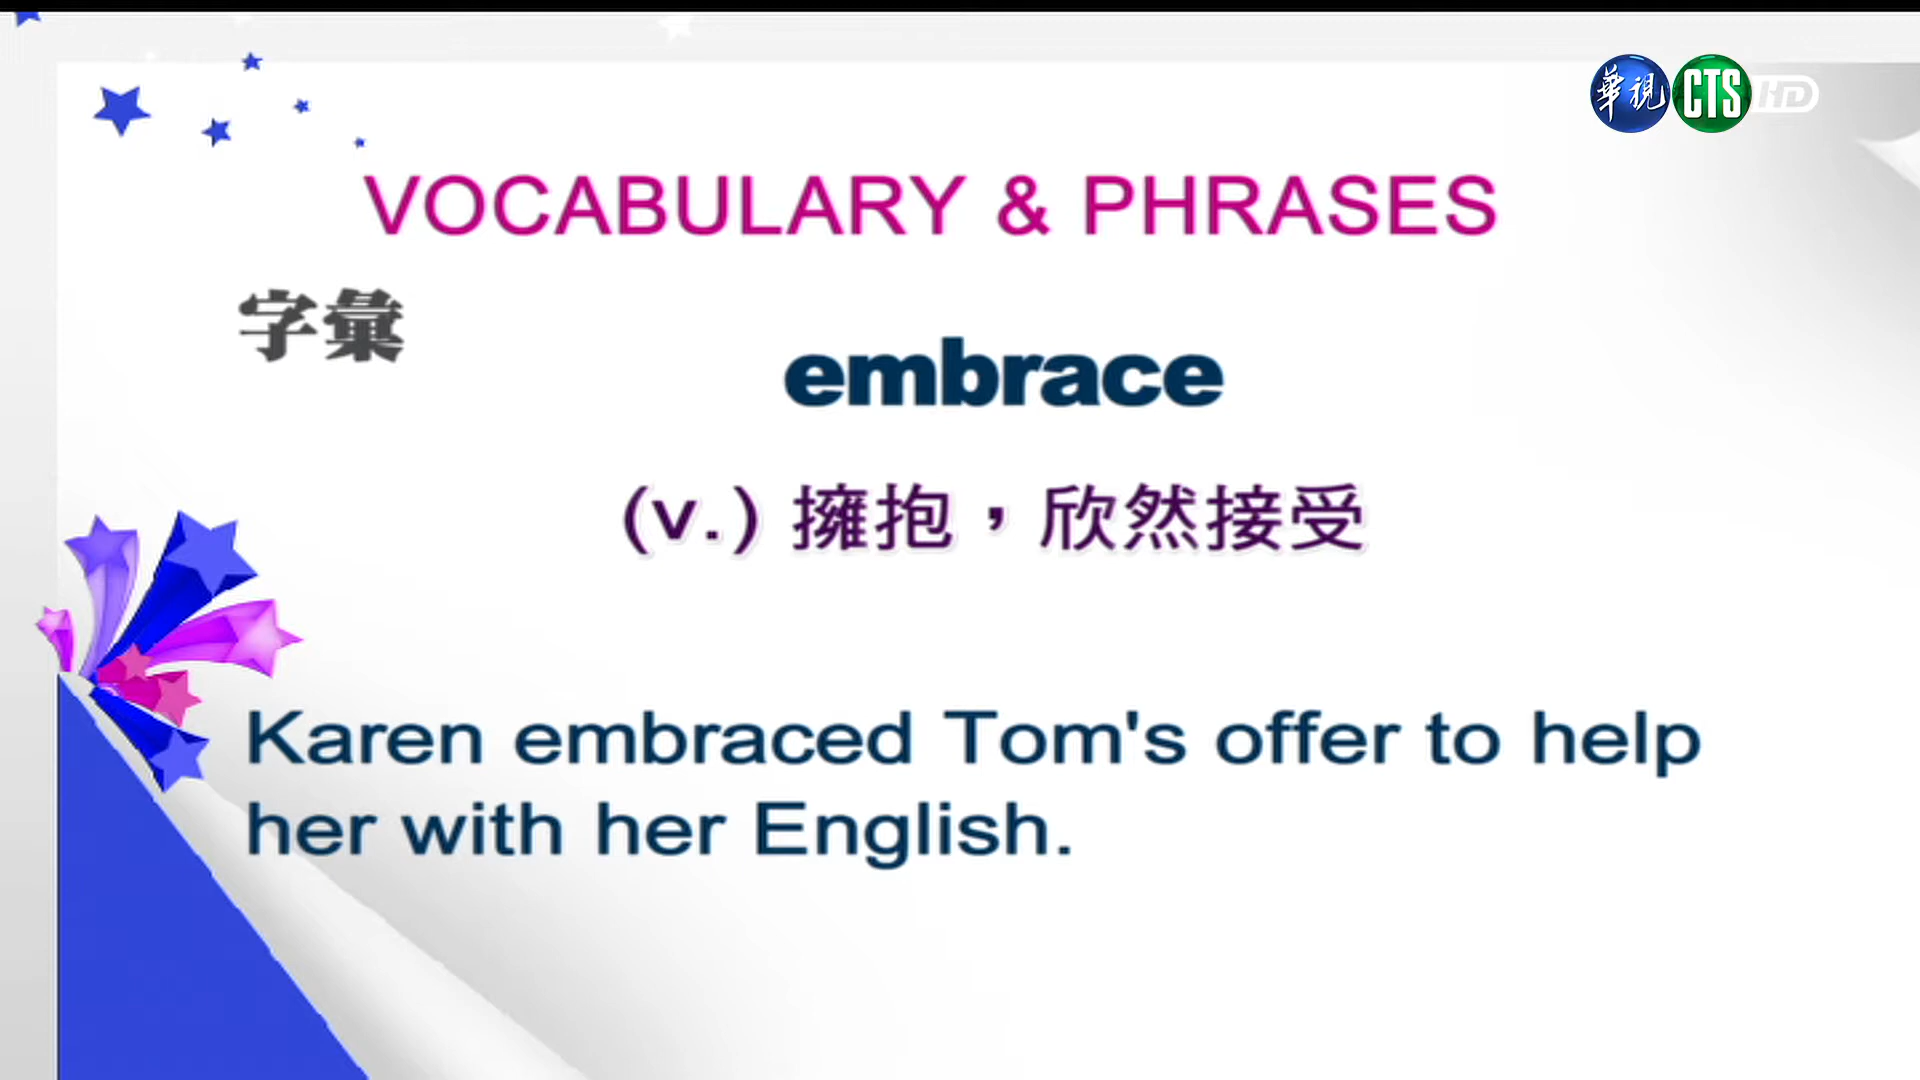 華視 CTS HD
VOCABULARY & PHRASES
字彙
embrace
(v.) 擁抱，欣然接受
Karen embraced Tom's offer to help
her with her English.